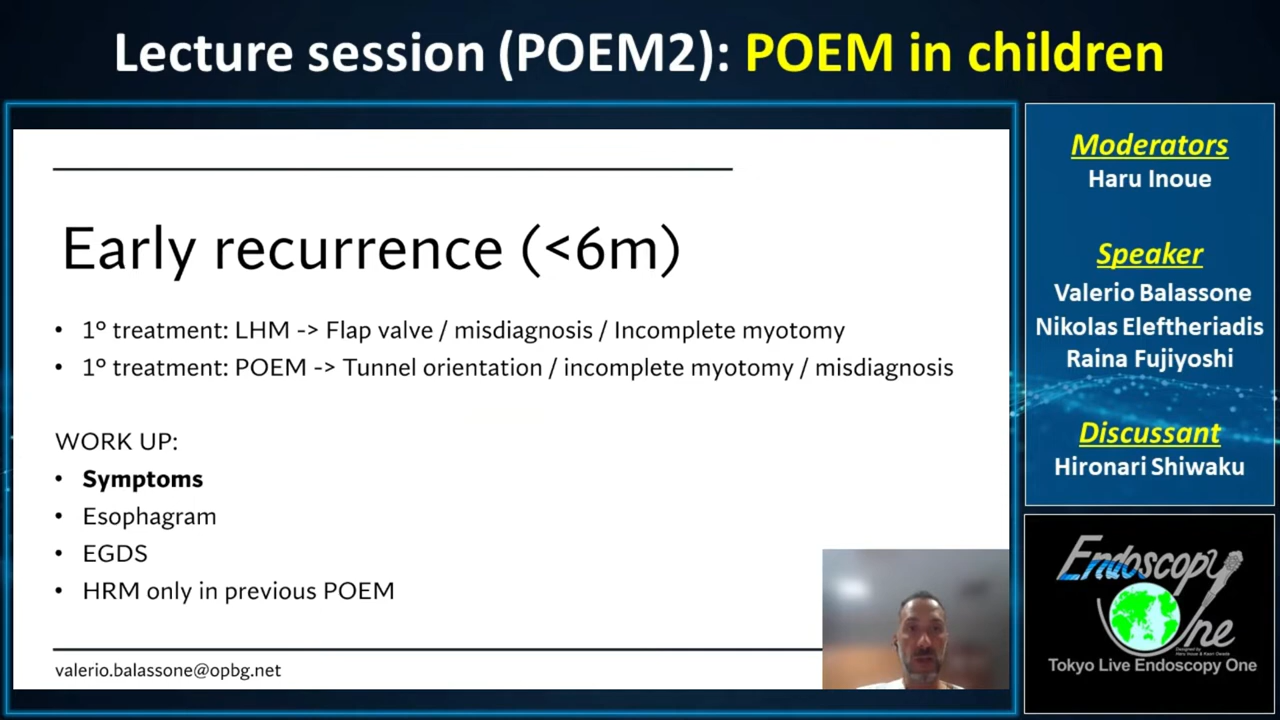 Lecture session (POEM2): POEM in children
Early recurrence (<6m)
• 1º treatment: LHM -> Flap valve / misdiagnosis / Incomplete myotomy
• 1º treatment: POEM -> Tunnel orientation / incomplete myotomy / misdiagnosis
WORK UP:
• Symptoms
• Esophagram
• EGDS
• HRM only in previous POEM
valerio.balassone@opbg.net
Moderators
Haru Inoue
Speaker
Valerio Balassone
Nikolas Eleftheriadis
Raina Fujiyoshi
Discussant
Hironari Shiwaku
Endoscopy
One
Tokyo Live Endoscopy One